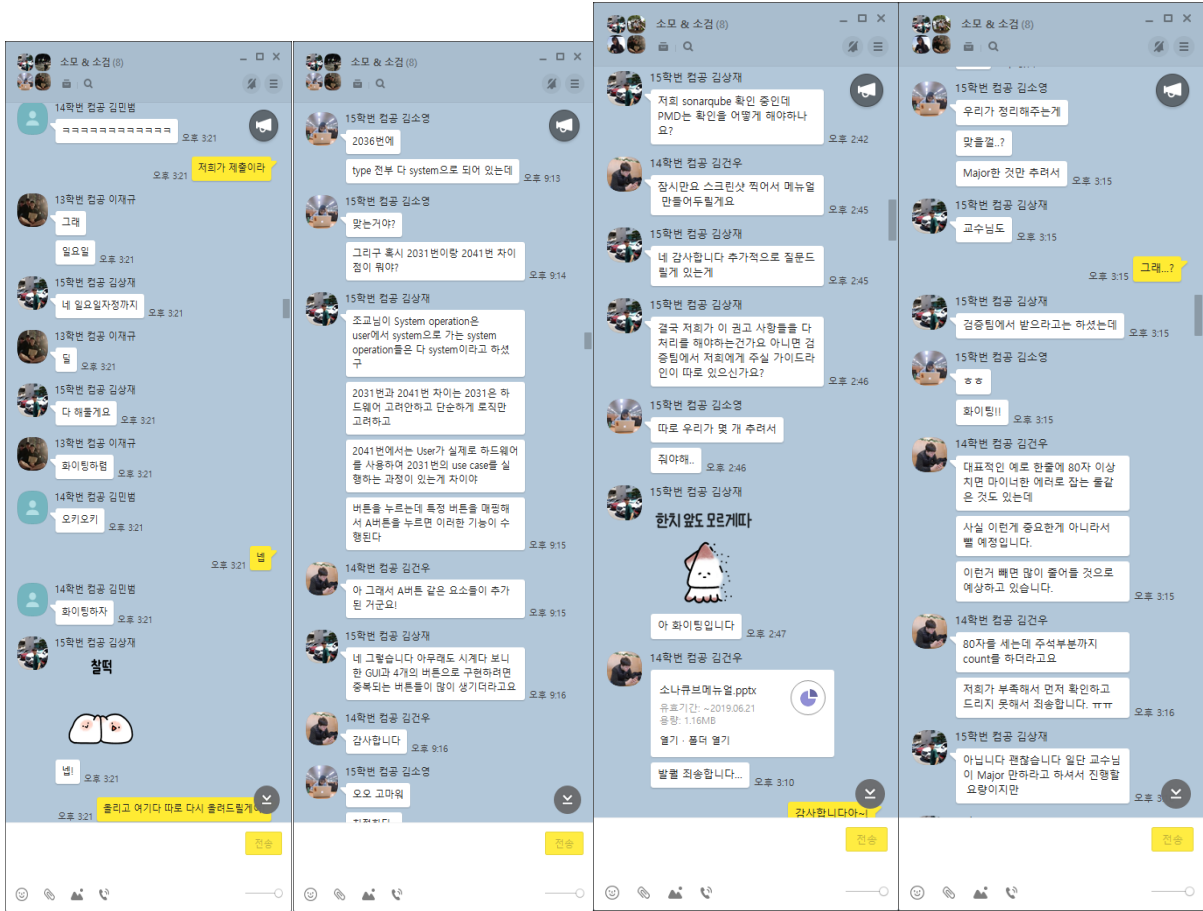 소모 & 소검 (8)
14학번 컴공 김민범
ㅋㅋㅋㅋㅋㅋㅋㅋㅋㅋㅋㅋ
오후 3:21
저희가 제출이라
오후 3:21
13학번 컴공 이재규
그래
일요일
오후 3:21
15학번 컴공 김상재
네 일요일자정까지
오후 3:21
13학번 컴공 이재규
딜
오후 3:21
15학번 컴공 김상재
다 해올게요
오후 3:21
13학번 컴공 이재규
화이팅하렴
오후 3:21
14학번 컴공 김민범
오키오키
오후 3:21
넵
오후 3:21
14학번 컴공 김민범
화이팅하자
오후 3:21
15학번 컴공 김상재
찰떡
넵!
오후 3:21
올리고 여기다 따로 다시 올려드릴게
오후 3:21
전송
소모 & 소검 (8)
15학번 컴공 김소영
2036번에
type 전부 다 system으로 되어 있는데
오후 9:13
15학번 컴공 김소영
맞는거야?
그리구 혹시 2031번이랑 2041번 차이
점이 뭐야?
오후 9:14
15학번 컴공 김상재
조교님이 System operation은
user에서 system으로 가는 system
operation들은 다 system이라고 하셨
구
2031번과 2041번 차이는 2031은 하
드웨어 고려안하고 단순하게 로직만
고려하고
2041번에서는 User가 실제로 하드웨어
를 사용하여 2031번의 use case를 실
행하는 과정이 있는게 차이야
버튼을 누르는데 특정 버튼을 매핑해
서 A버튼을 누르면 이러한 기능이 수
행된다
오후 9:15
14학번 컴공 김건우
아 그래서 A버튼 같은 요소들이 추가
된 거군요!
오후 9:15
15학번 컴공 김상재
네 그렇습니다 아무래도 시계다 보니
한 GUI과 4개의 버튼으로 구현하려면
중복되는 버튼들이 많이 생기더라고요
오후 9:16
14학번 컴공 김건우
감사합니다
오후 9:16
15학번 컴공 김소영
오오 고마워
전송
소모 & 소검 (8)
15학번 컴공 김상재
저희 sonarqube 확인 중인데
PMD는 확인을 어떻게 해야하나
요?
오후 2:42
14학번 컴공 김건우
잠시만요 스크린샷 찍어서 메뉴얼
만들어두릴게요
오후 2:45
15학번 컴공 김상재
네 감사합니다 추가적으로 질문드
릴게 있는게
오후 2:45
15학번 컴공 김상재
결국 저희가 이 권고 사항들을 다
처리를 해야하는건가요 아니면 검
증팀에서 저희에게 주실 가이드라
인이 따로 있으신가요?
오후 2:46
15학번 컴공 김소영
따로 우리가 몇 개 추려서
줘야해..
오후 2:46
15학번 컴공 김상재
한치 앞도 모르게따
아 화이팅입니다
오후 2:47
14학번 컴공 김건우
소나큐브메뉴얼.pptx
유효기간: ~2019.06.21
용량: 1.16MB
열기 · 폴더 열기
발퀄 죄송합니다...
오후 3:10
감사합니다아~!
전송
소모 & 소검 (8)
15학번 컴공 김소영
우리가 정리해주는게
맞을껄..?
Major한 것만 추려서
오후 3:15
15학번 컴공 김상재
교수님도
오후 3:15
그래...?
오후 3:15
15학번 컴공 김상재
검증팀에서 받으라고는 하셨는데
오후 3:15
15학번 컴공 김소영
ㅎㅎ
화이팅!!
오후 3:15
14학번 컴공 김건우
대표적인 예로 한줄에 80자 이상
치면 마이너한 에러로 잡는 룰같
은 것도 있는데
사실 이런게 중요한게 아니라서
뺄 예정입니다.
이런거 빼면 많이 줄어들 것으로
예상하고 있습니다.
오후 3:15
14학번 컴공 김건우
80자를 세는데 주석부분까지
count를 하더라고요
저희가 부족해서 먼저 확인하고
드리지 못해서 죄송합니다. ㅠㅠ
오후 3:16
15학번 컴공 김상재
아닙니다 괜찮습니다 일단 교수님
이 Major 만하라고 하셔서 진행할
요량이지만
전송